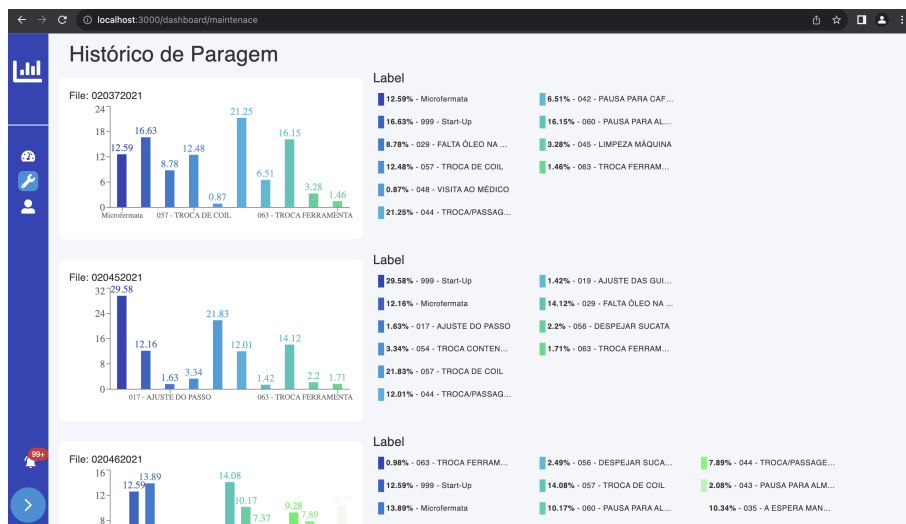 localhost:3000/dashboard/maintenace
Histórico de Paragem
File: 020372021
24
18
12
6
0
12.59
16.63
8.78
12.48
0.87
21.25
6.51
16.15
3.28
1.46
Microfermata
057 - TROCA DE COIL
063 - TROCA FERRAMENTA
Label
12.59% - Microfermata
16.63% - 999 - Start-Up
8.78% - 029 - FALTA ÓLEO NA ...
12.48% - 057 - TROCA DE COIL
0.87% - 048 - VISITA AO MÉDICO
21.25% - 044 - TROCA/PASSAG...
6.51% - 042 - PAUSA PARA CAF...
16.15% - 060 - PAUSA PARA AL...
3.28% - 045 - LIMPEZA MÁQUINA
1.46% - 063 - TROCA FERRAM...
File: 020452021
32
24
16
8
0
29.58
12.16
1.63
3.34
21.83
12.01
1.42
14.12
2.2
1.71
017 - AJUSTE DO PASSO
063 - TROCA FERRAMENTA
Label
29.58% - 999 - Start-Up
12.16% - Microfermata
1.63% - 017 - AJUSTE DO PASSO
3.34% - 054 - TROCA CONTEN...
21.83% - 057 - TROCA DE COIL
12.01% - 044 - TROCA/PASSAG...
1.42% - 019 - AJUSTE DAS GUI...
14.12% - 029 - FALTA ÓLEO NA ...
2.2% - 056 - DESPEJAR SUCATA
1.71% - 063 - TROCA FERRAM...
File: 020462021
16
12
8
12.59
13.89
14.08
10.17
7.37
9.28
7.89
10.34
Label
0.98% - 063 - TROCA FERRAM...
12.59% - 999 - Start-Up
13.89% - Microfermata
2.49% - 056 - DESPEJAR SUCA...
14.08% - 057 - TROCA DE COIL
10.17% - 060 - PAUSA PARA AL...
7.89% - 044 - TROCA/PASSAGE...
2.08% - 043 - PAUSA PARA ALM...
10.34% - 035 - A ESPERA MAN...
99+